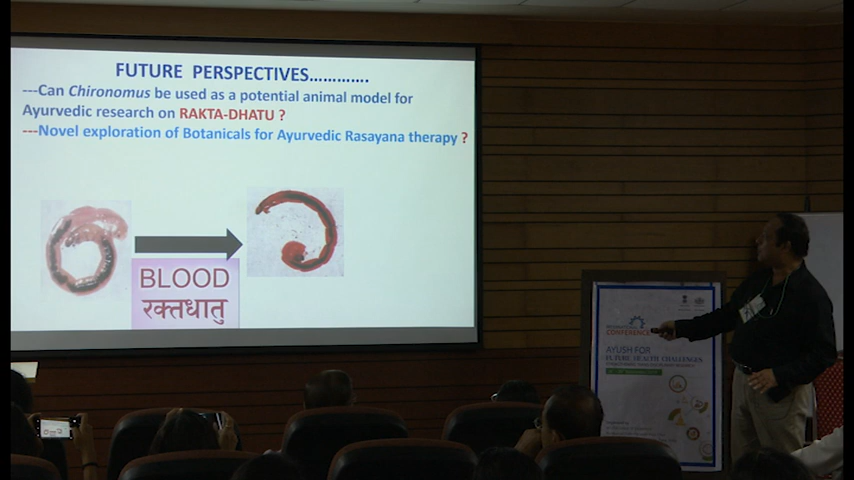 FUTURE PERSPECTIVES………….
---Can Chironomus be used as a potential animal model for
Ayurvedic research on RAKTA-DHATU ?
---Novel exploration of Botanicals for Ayurvedic Rasayana therapy ?
BLOOD
रक्तधातु
CONFERENCE
AYUSH FOR
FUTURE HEALTH CHALLENGES